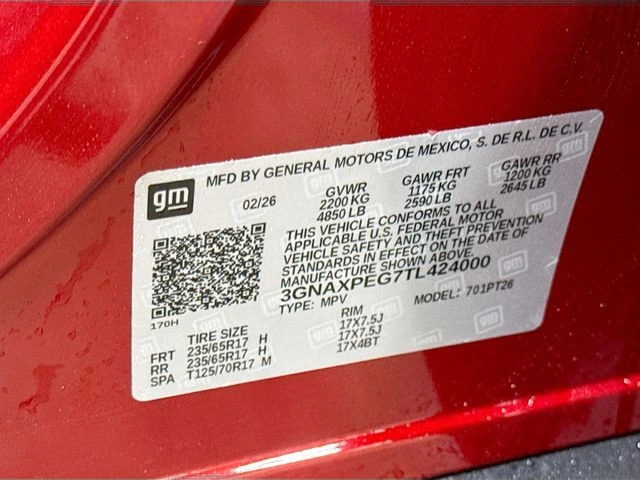 gm
MFD BY GENERAL MOTORS DE MEXICO, S. DE R.L. DE C.V.
02/26
GVWR
2200 KG
4850 LB
GAWR FRT
1175 KG
2590 LB
GAWR RR
1200 KG
2645 LB
THIS VEHICLE CONFORMS TO ALL
APPLICABLE U.S. FEDERAL MOTOR
VEHICLE SAFETY AND THEFT PREVENTION
STANDARDS IN EFFECT ON THE DATE OF
MANUFACTURE SHOWN ABOVE.
3GNAXPEG7TL424000
TYPE: MPV
MODEL: 701PT26
170H
TIRE SIZE
RIM
FRT 235/65R17 H 17X7.5J
RR 235/65R17 H 17X7.5J
SPA T125/70R17 M 17X4BT